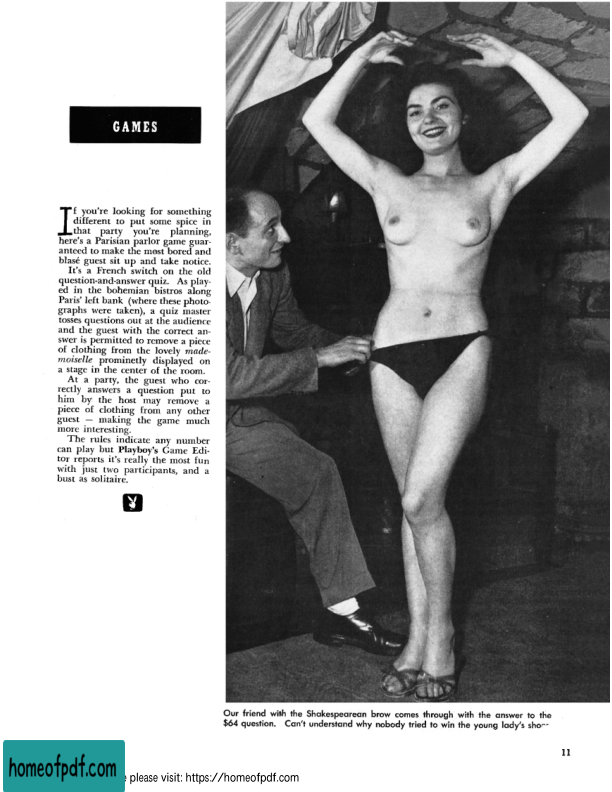 GAMES
If you're looking for something
different to put some spice in
that party you're planning,
here's a Parisian parlor game guar-
anteed to make the most bored and
blasé guest sit up and take notice.
It's a French switch on the old
question-and-answer quiz. As play-
ed in the bohemian bistros along
Paris' left bank (where these photo-
graphs were taken), a quiz master
tosses questions out at the audience
and the guest with the correct an-
swer is permitted to remove a piece
of clothing from the lovely made-
moiselle prominetly displayed on
a stage in the center of the room.
At a party, the guest who cor-
rectly answers a question put to
him by the host may remove a
piece of clothing from any other
guest — making the game much
more interesting.
The rules indicate any number
can play but Playboy's Game Edi-
tor reports it's really the most fun
with just two participants, and a
bust as solitaire.
Our friend with the Shakespearean brow comes through with the answer to the
$64 question. Can't understand why nobody tried to win the young lady's
11
homeofpdf.com
please visit: https://homeofpdf.com